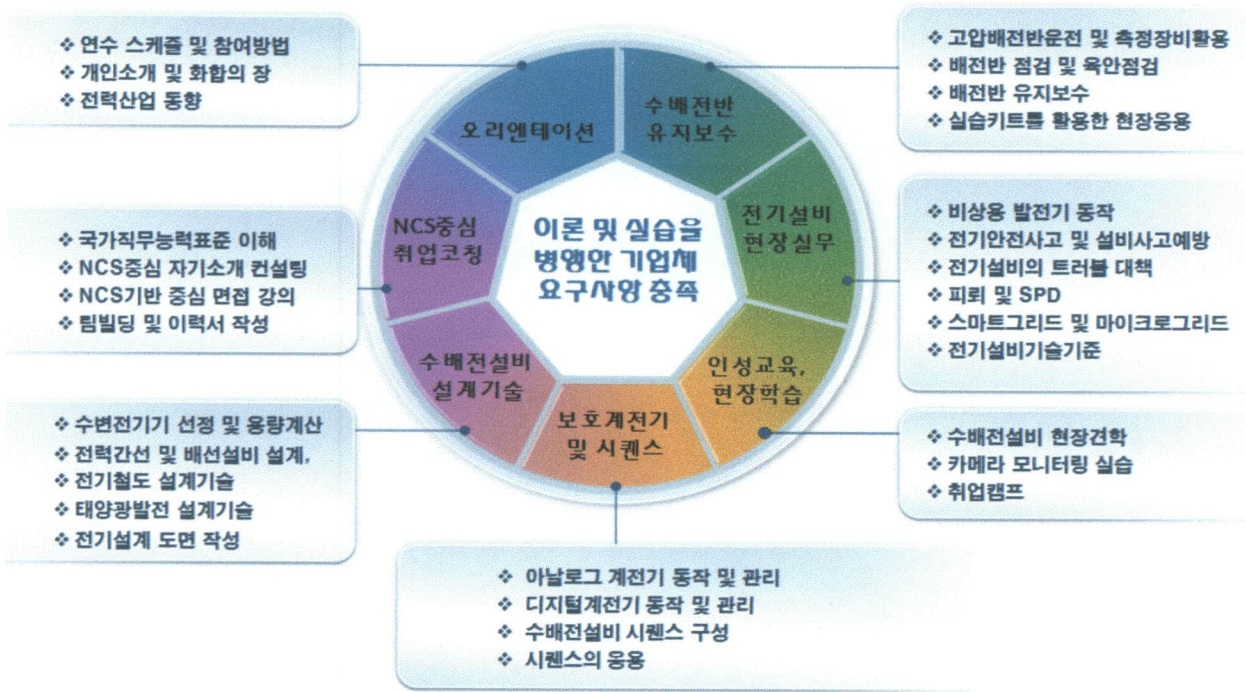 ❖ 연수 스케줄 및 참여방법
❖ 개인소개 및 화합의 장
❖ 전력산업 동향
❖ 고압배전반운전 및 측정장비활용
❖ 배전반 점검 및 육안점검
❖ 배전반 유지보수
❖ 실습키트를 활용한 현장응용
오리엔테이션
수배전반
유지보수
NCS중심
취업코칭
전기설비
현장실무
이론 및 실습을
병행한 기업체
요구사항 충족
❖ 국가직무능력표준 이해
❖ NCS중심 자기소개 컨설팅
❖ NCS기반 중심 면접 강의
❖ 팀빌딩 및 이력서 작성
❖ 비상용 발전기 동작
❖ 전기안전사고 및 설비사고예방
❖ 전기설비의 트러블 대책
❖ 피뢰 및 SPD
❖ 스마트그리드 및 마이크로그리드
❖ 전기설비기술기준
수배전설비
설계기술
보호계전기
및 시퀜스
인성교육,
현장학습
❖ 수변전기기 선정 및 용량계산
❖ 전력간선 및 배선설비 설계,
❖ 전기철도 설계기술
❖ 태양광발전 설계기술
❖ 전기설계 도면 작성
❖ 수배전설비 현장견학
❖ 카메라 모니터링 실습
❖ 취업캠프
❖ 아날로그 계전기 동작 및 관리
❖ 디지털계전기 동작 및 관리
❖ 수배전설비 시퀜스 구성
❖ 시퀜스의 응용